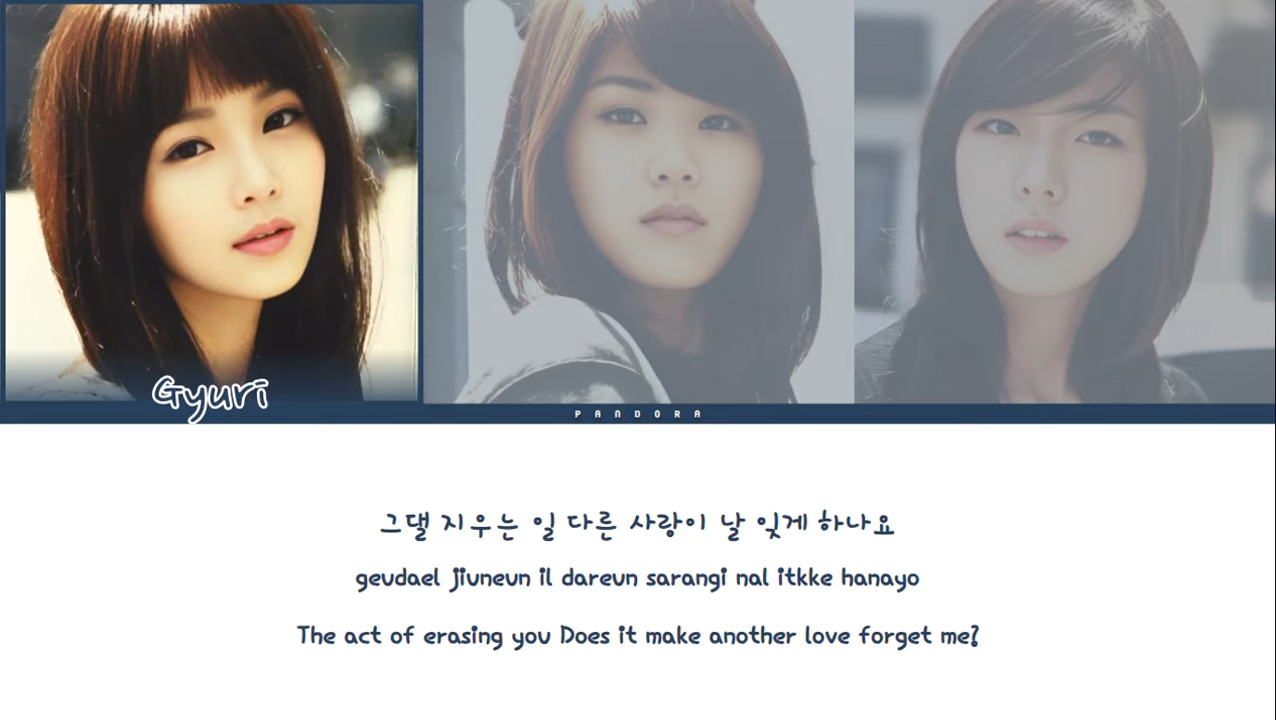 Gyuri
PANDORA
그댈 지우는 일 다른 사랑이 날 잊게 하나요
geudael jiuneun il dareun sarangi nal itkke hanayo
The act of erasing you Does it make another love forget me?